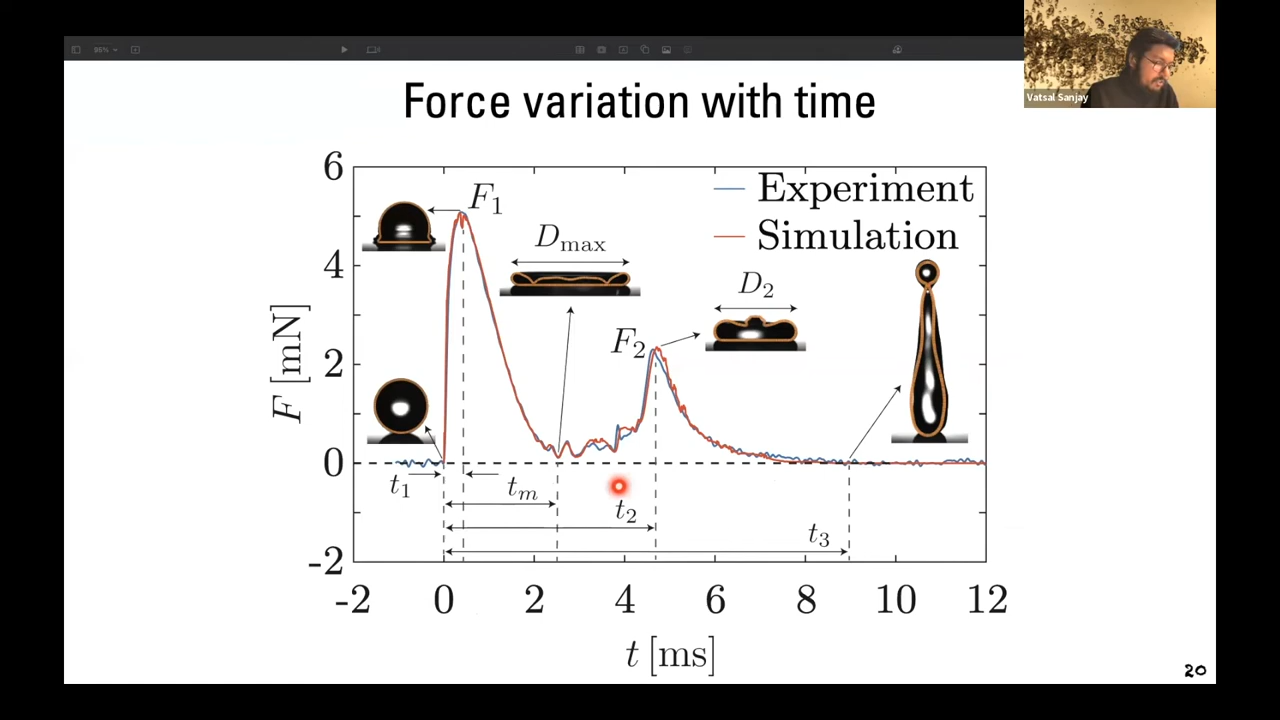 86%
Vatsal Sanjay
Force variation with time
Experiment
Simulation
F1
Dmax
D2
F2
F [mN]
6
4
2
0
-2
t1
tm
t2
t3
-2 0 2 4 6 8 10 12
t [ms]
20